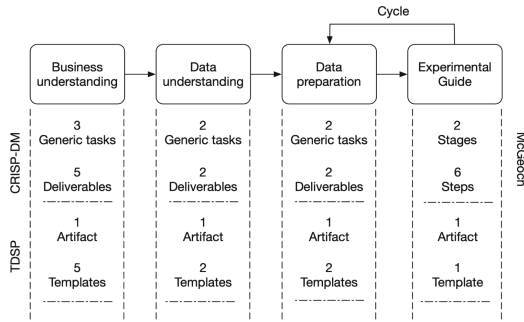 Cycle
Business
understanding
Data
understanding
Data
preparation
Experimental
Guide
CRISP-DM
3
Generic tasks
2
Generic tasks
2
Generic tasks
2
Stages
McGeocn
5
Deliverables
2
Deliverables
2
Deliverables
6
Steps
TDSP
1
Artifact
1
Artifact
1
Artifact
1
Artifact
5
Templates
2
Templates
2
Templates
1
Template